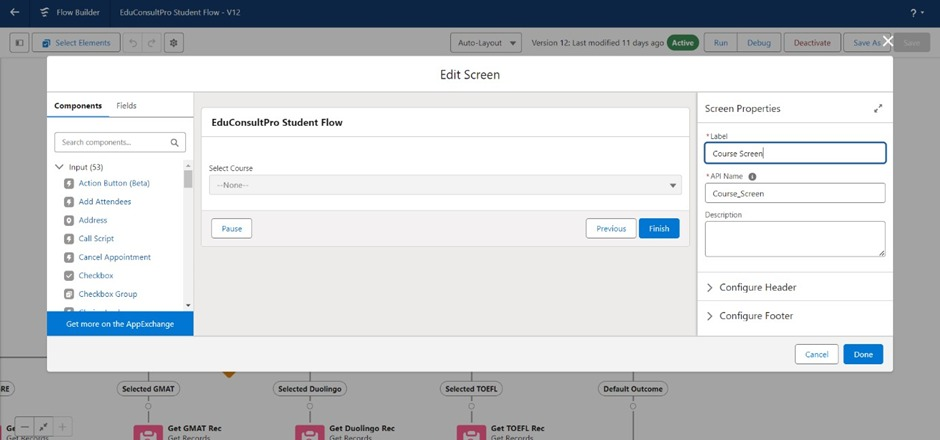 Flow Builder
EduConsultPro Student Flow - V12
?
Select Elements
Auto-Layout
Version 12: Last modified 11 days ago
Active
Run
Debug
Deactivate
Save As
Save
Edit Screen
Components
Fields
Search components...
Input (53)
Action Button (Beta)
Add Attendees
Address
Call Script
Cancel Appointment
Checkbox
Checkbox Group
Get more on the AppExchange
EduConsultPro Student Flow
Select Course
--None--
Pause
Previous
Finish
Screen Properties
* Label
Course Screen
* API Name
Course_Screen
Description
Configure Header
Configure Footer
Cancel
Done
RE
Selected GMAT
Selected Duolingo
Selected TOEFL
Default Outcome
Get GMAT Rec
Get Records
Get Duolingo Rec
Get Records
Get TOEFL Rec
Get Records